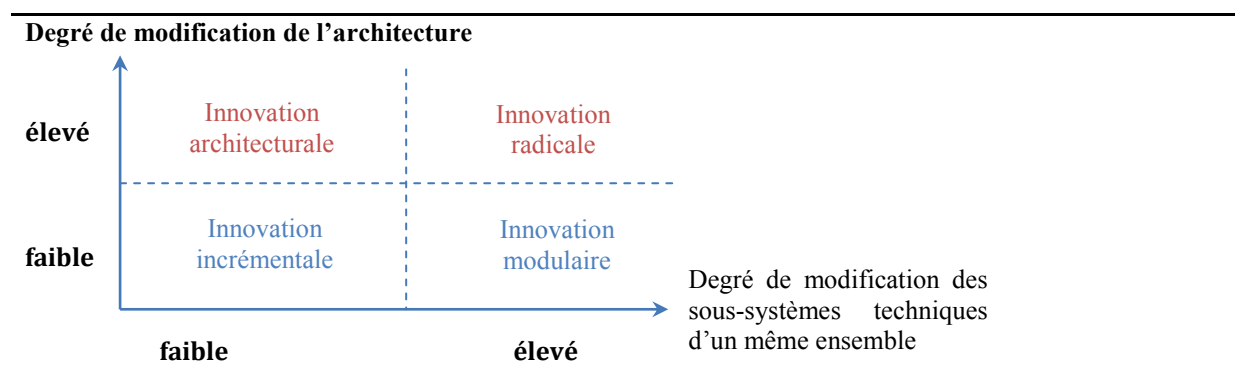 Degré de modification de l'architecture
élevé
Innovation
architecturale
Innovation
radicale
faible
Innovation
incrémentale
Innovation
modulaire
Degré de modification des
sous-systèmes techniques
d'un même ensemble
faible
élevé